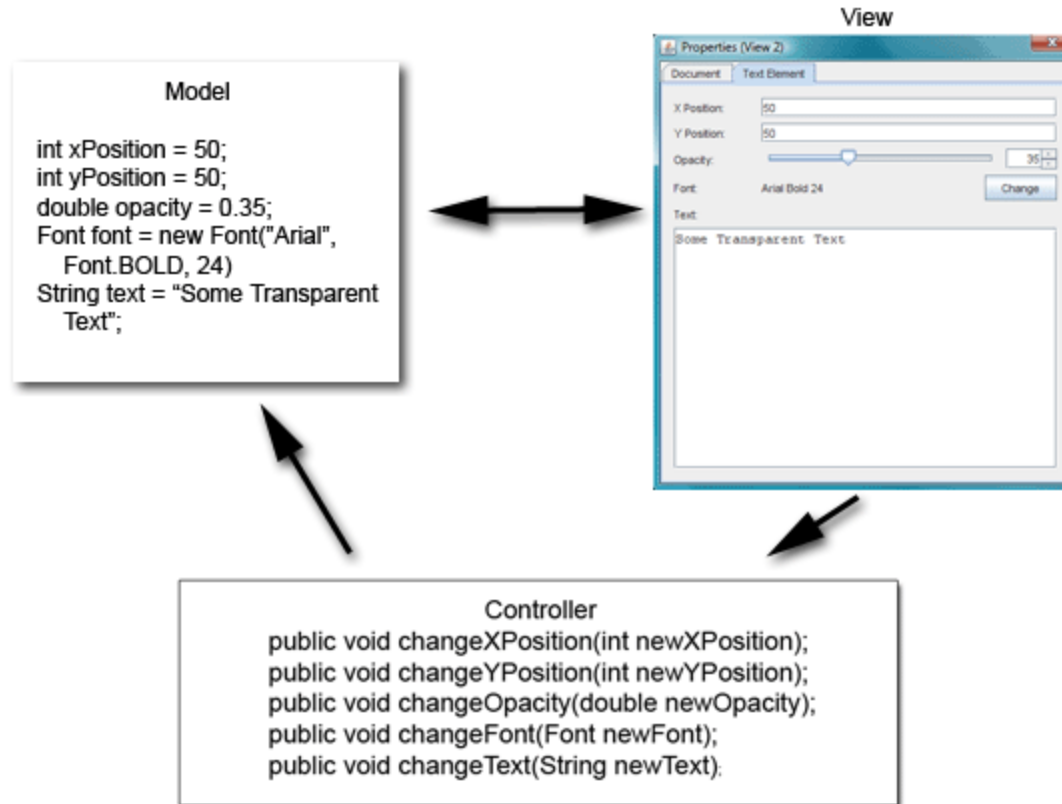 Model
int xPosition = 50;
int yPosition = 50;
double opacity = 0.35;
Font font = new Font("Arial",
Font.BOLD, 24)
String text = “Some Transparent
Text”;
View
Properties (View 2)
Document Text Element
X Position: 50
Y Position: 50
Opacity: 35
Font: Arial Bold 24 Change
Text:
Some Transparent Text
Controller
public void changeXPosition(int newXPosition);
public void changeYPosition(int newYPosition);
public void changeOpacity(double newOpacity);
public void changeFont(Font newFont);
public void changeText(String newText);